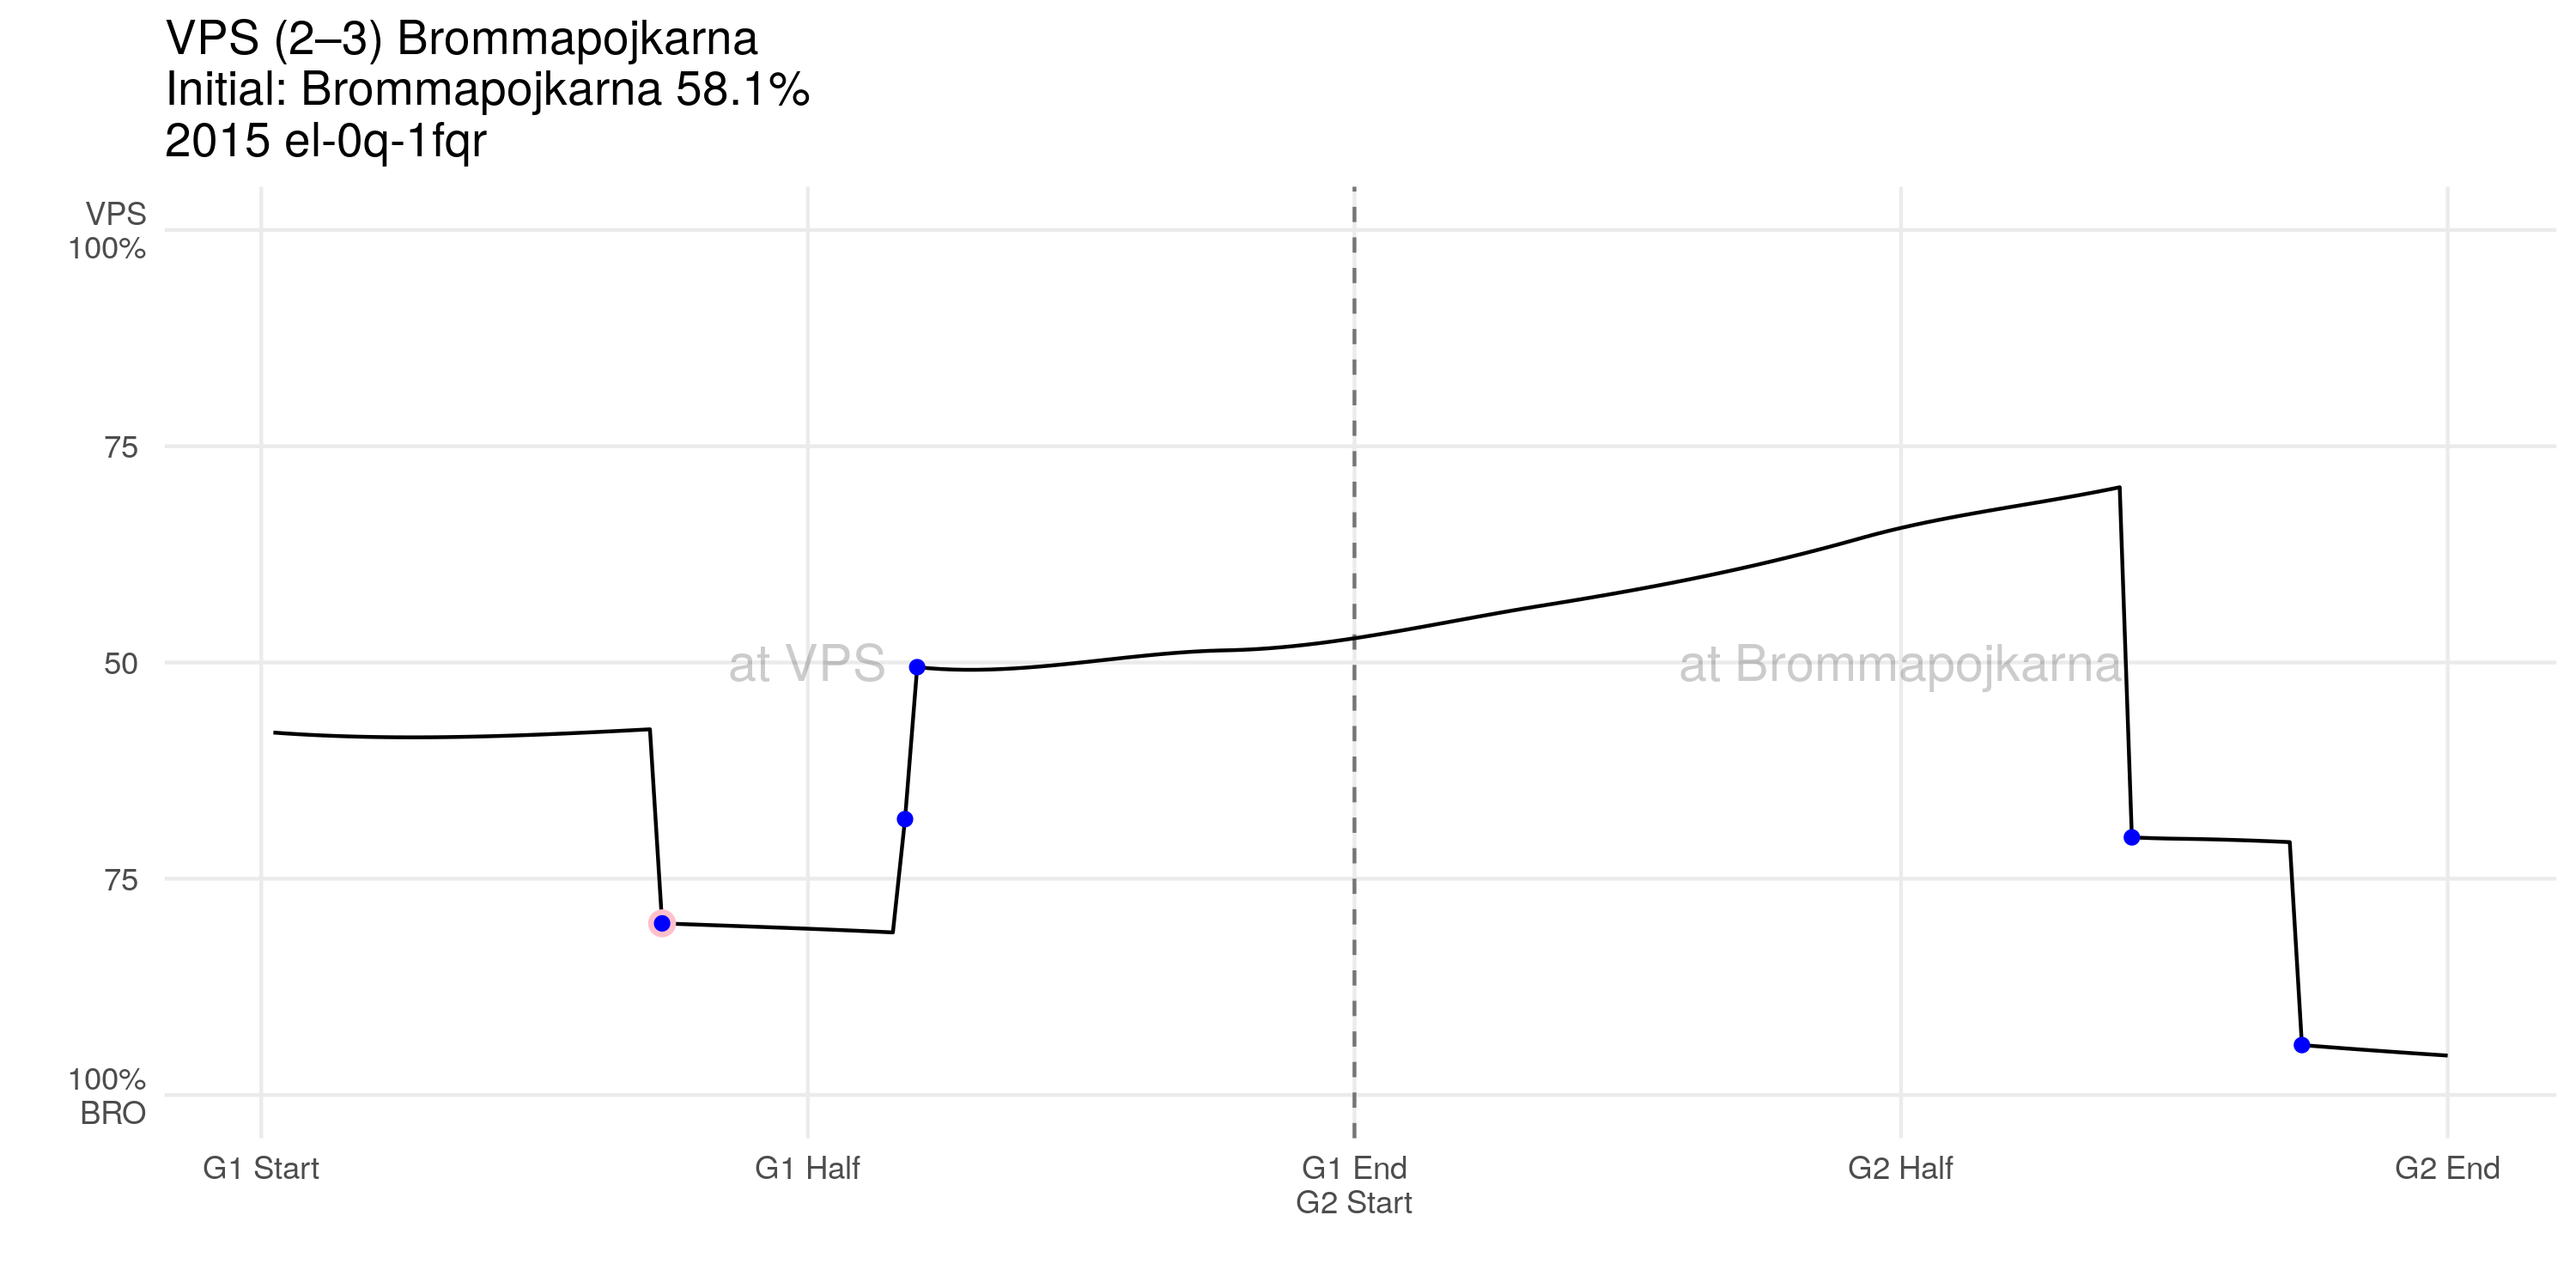 VPS (2–3) Brommapojkarna
Initial: Brommapojkarna 58.1%
2015 el-0q-1fqr
VPS
100%
75
50
75
100%
BRO
at VPS
at Brommapojkarna
G1 Start
G1 Half
G1 End
G2 Start
G2 Half
G2 End